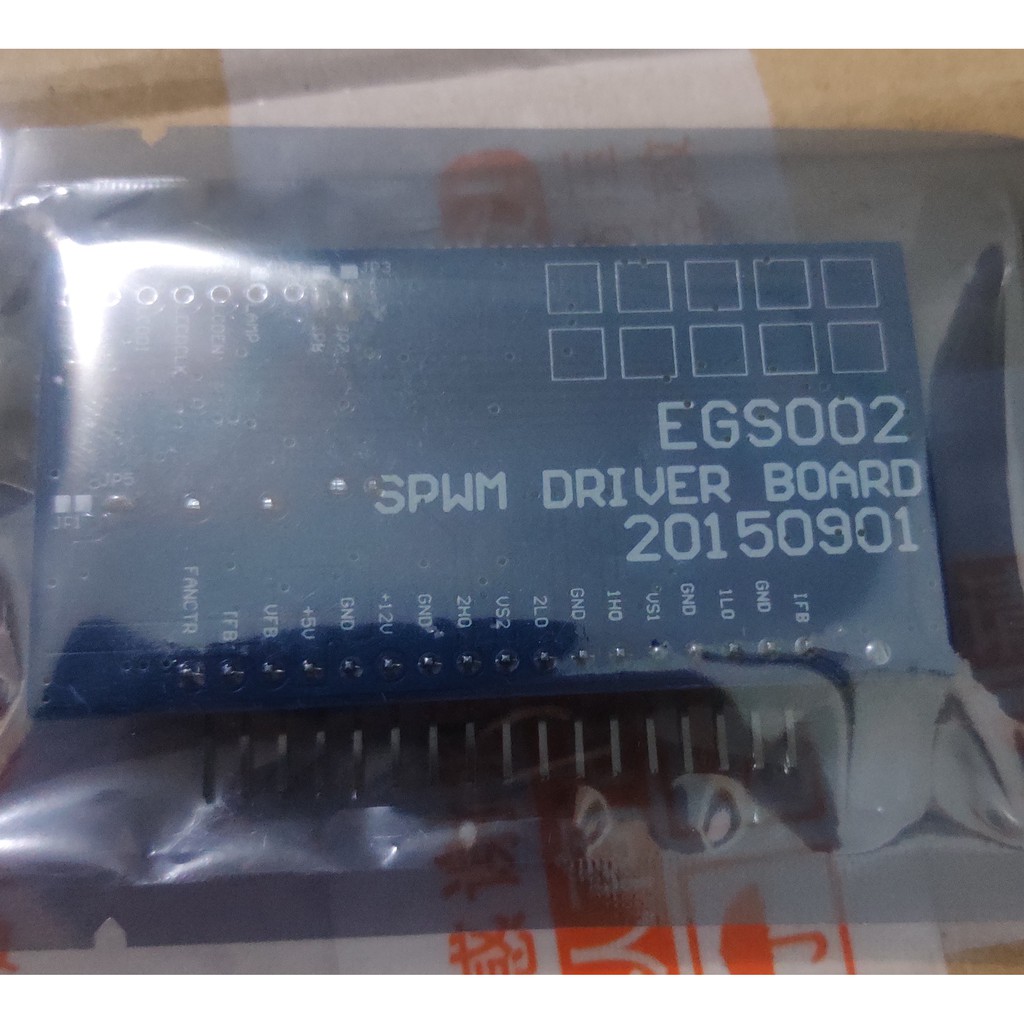 JP3
EGS002
SPWM DRIVER BOARD
20150901
JP5
JP1
FANCTR
IFB
VFB
+5V
GND
+12V
GND
2HO
VS2
2LO
GND
1HO
VS1
GND
1LO
GND
IFB